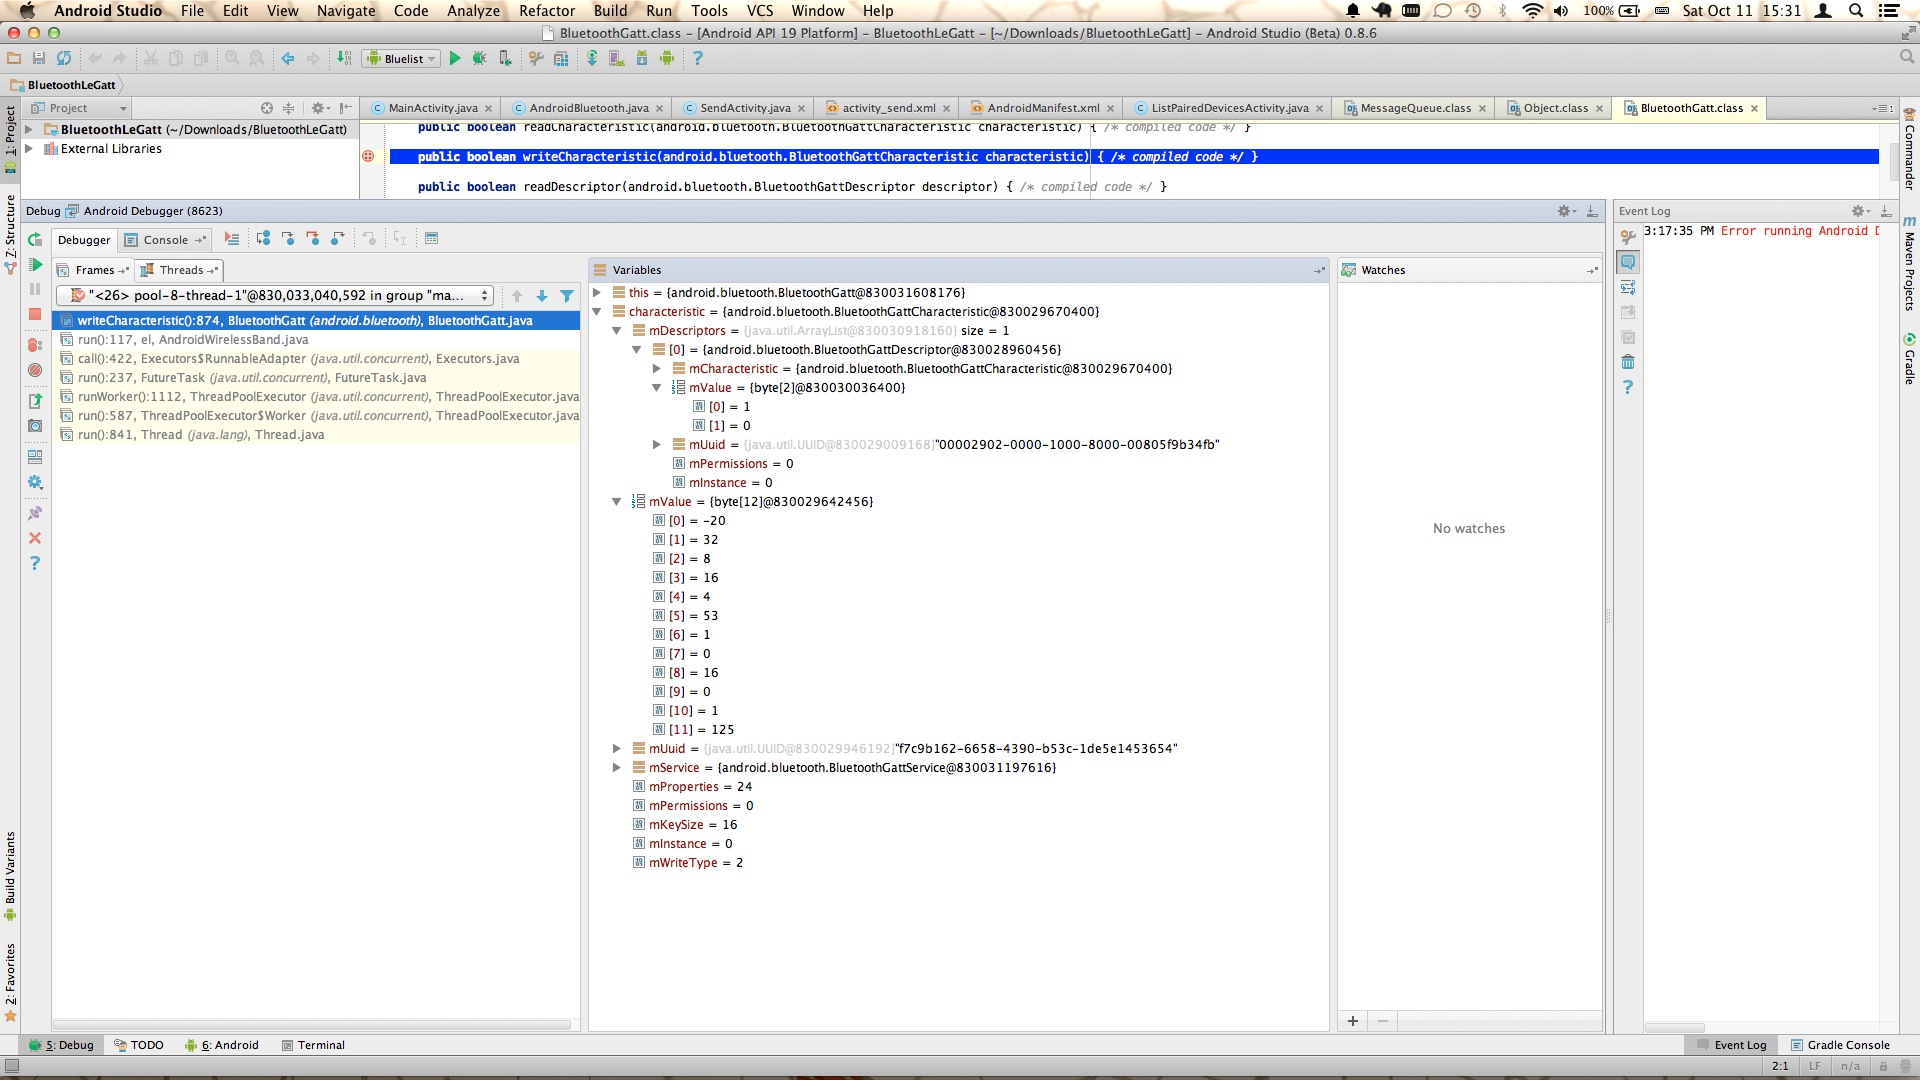 Android Studio File Edit View Navigate Code Analyze Refactor Build Run Tools VCS Window Help 100% Sat Oct 11 15:31
BluetoothGatt.class – [Android API 19 Platform] – BluetoothLeGatt – [~/Downloads/BluetoothLeGatt] – Android Studio (Beta) 0.8.6
Bluelist
BluetoothLeGatt
Project
MainActivity.java AndroidBluetooth.java SendActivity.java activity_send.xml AndroidManifest.xml ListPairedDevicesActivity.java MessageQueue.class Object.class BluetoothGatt.class
1: Project
Z: Structure
Build Variants
2: Favorites
BluetoothLeGatt (~/Downloads/BluetoothLeGatt)
External Libraries
public boolean readCharacteristic(android.bluetooth.BluetoothGattCharacteristic characteristic) { /* compiled code */ }
public boolean writeCharacteristic(android.bluetooth.BluetoothGattCharacteristic characteristic) { /* compiled code */ }
public boolean readDescriptor(android.bluetooth.BluetoothGattDescriptor descriptor) { /* compiled code */ }
Commander
Maven Projects
Gradle
Debug Android Debugger (8623)
Debugger Console
Frames Threads
"<26> pool-8-thread-1"@830,033,040,592 in group "ma...
writeCharacteristic():874, BluetoothGatt (android.bluetooth), BluetoothGatt.java
run():117, el, AndroidWirelessBand.java
call():422, Executors$RunnableAdapter (java.util.concurrent), Executors.java
run():237, FutureTask (java.util.concurrent), FutureTask.java
runWorker():1112, ThreadPoolExecutor (java.util.concurrent), ThreadPoolExecutor.java
run():587, ThreadPoolExecutor$Worker (java.util.concurrent), ThreadPoolExecutor.java
run():841, Thread (java.lang), Thread.java
Variables
this = {android.bluetooth.BluetoothGatt@830031608176}
characteristic = {android.bluetooth.BluetoothGattCharacteristic@830029670400}
mDescriptors = {java.util.ArrayList@830030918160} size = 1
[0] = {android.bluetooth.BluetoothGattDescriptor@830028960456}
mCharacteristic = {android.bluetooth.BluetoothGattCharacteristic@830029670400}
mValue = {byte[2]@830030036400}
[0] = 1
[1] = 0
mUuid = {java.util.UUID@830029009168}"00002902-0000-1000-8000-00805f9b34fb"
mPermissions = 0
mInstance = 0
mValue = {byte[12]@830029642456}
[0] = -20
[1] = 32
[2] = 8
[3] = 16
[4] = 4
[5] = 53
[6] = 1
[7] = 0
[8] = 16
[9] = 0
[10] = 1
[11] = 125
mUuid = {java.util.UUID@830029946192}"f7c9b162-6658-4390-b53c-1de5e1453654"
mService = {android.bluetooth.BluetoothGattService@830031197616}
mProperties = 24
mPermissions = 0
mKeySize = 16
mInstance = 0
mWriteType = 2
Watches
No watches
Event Log
3:17:35 PM Error running Android
5: Debug TODO 6: Android Terminal Event Log Gradle Console
2:1 LF n/a